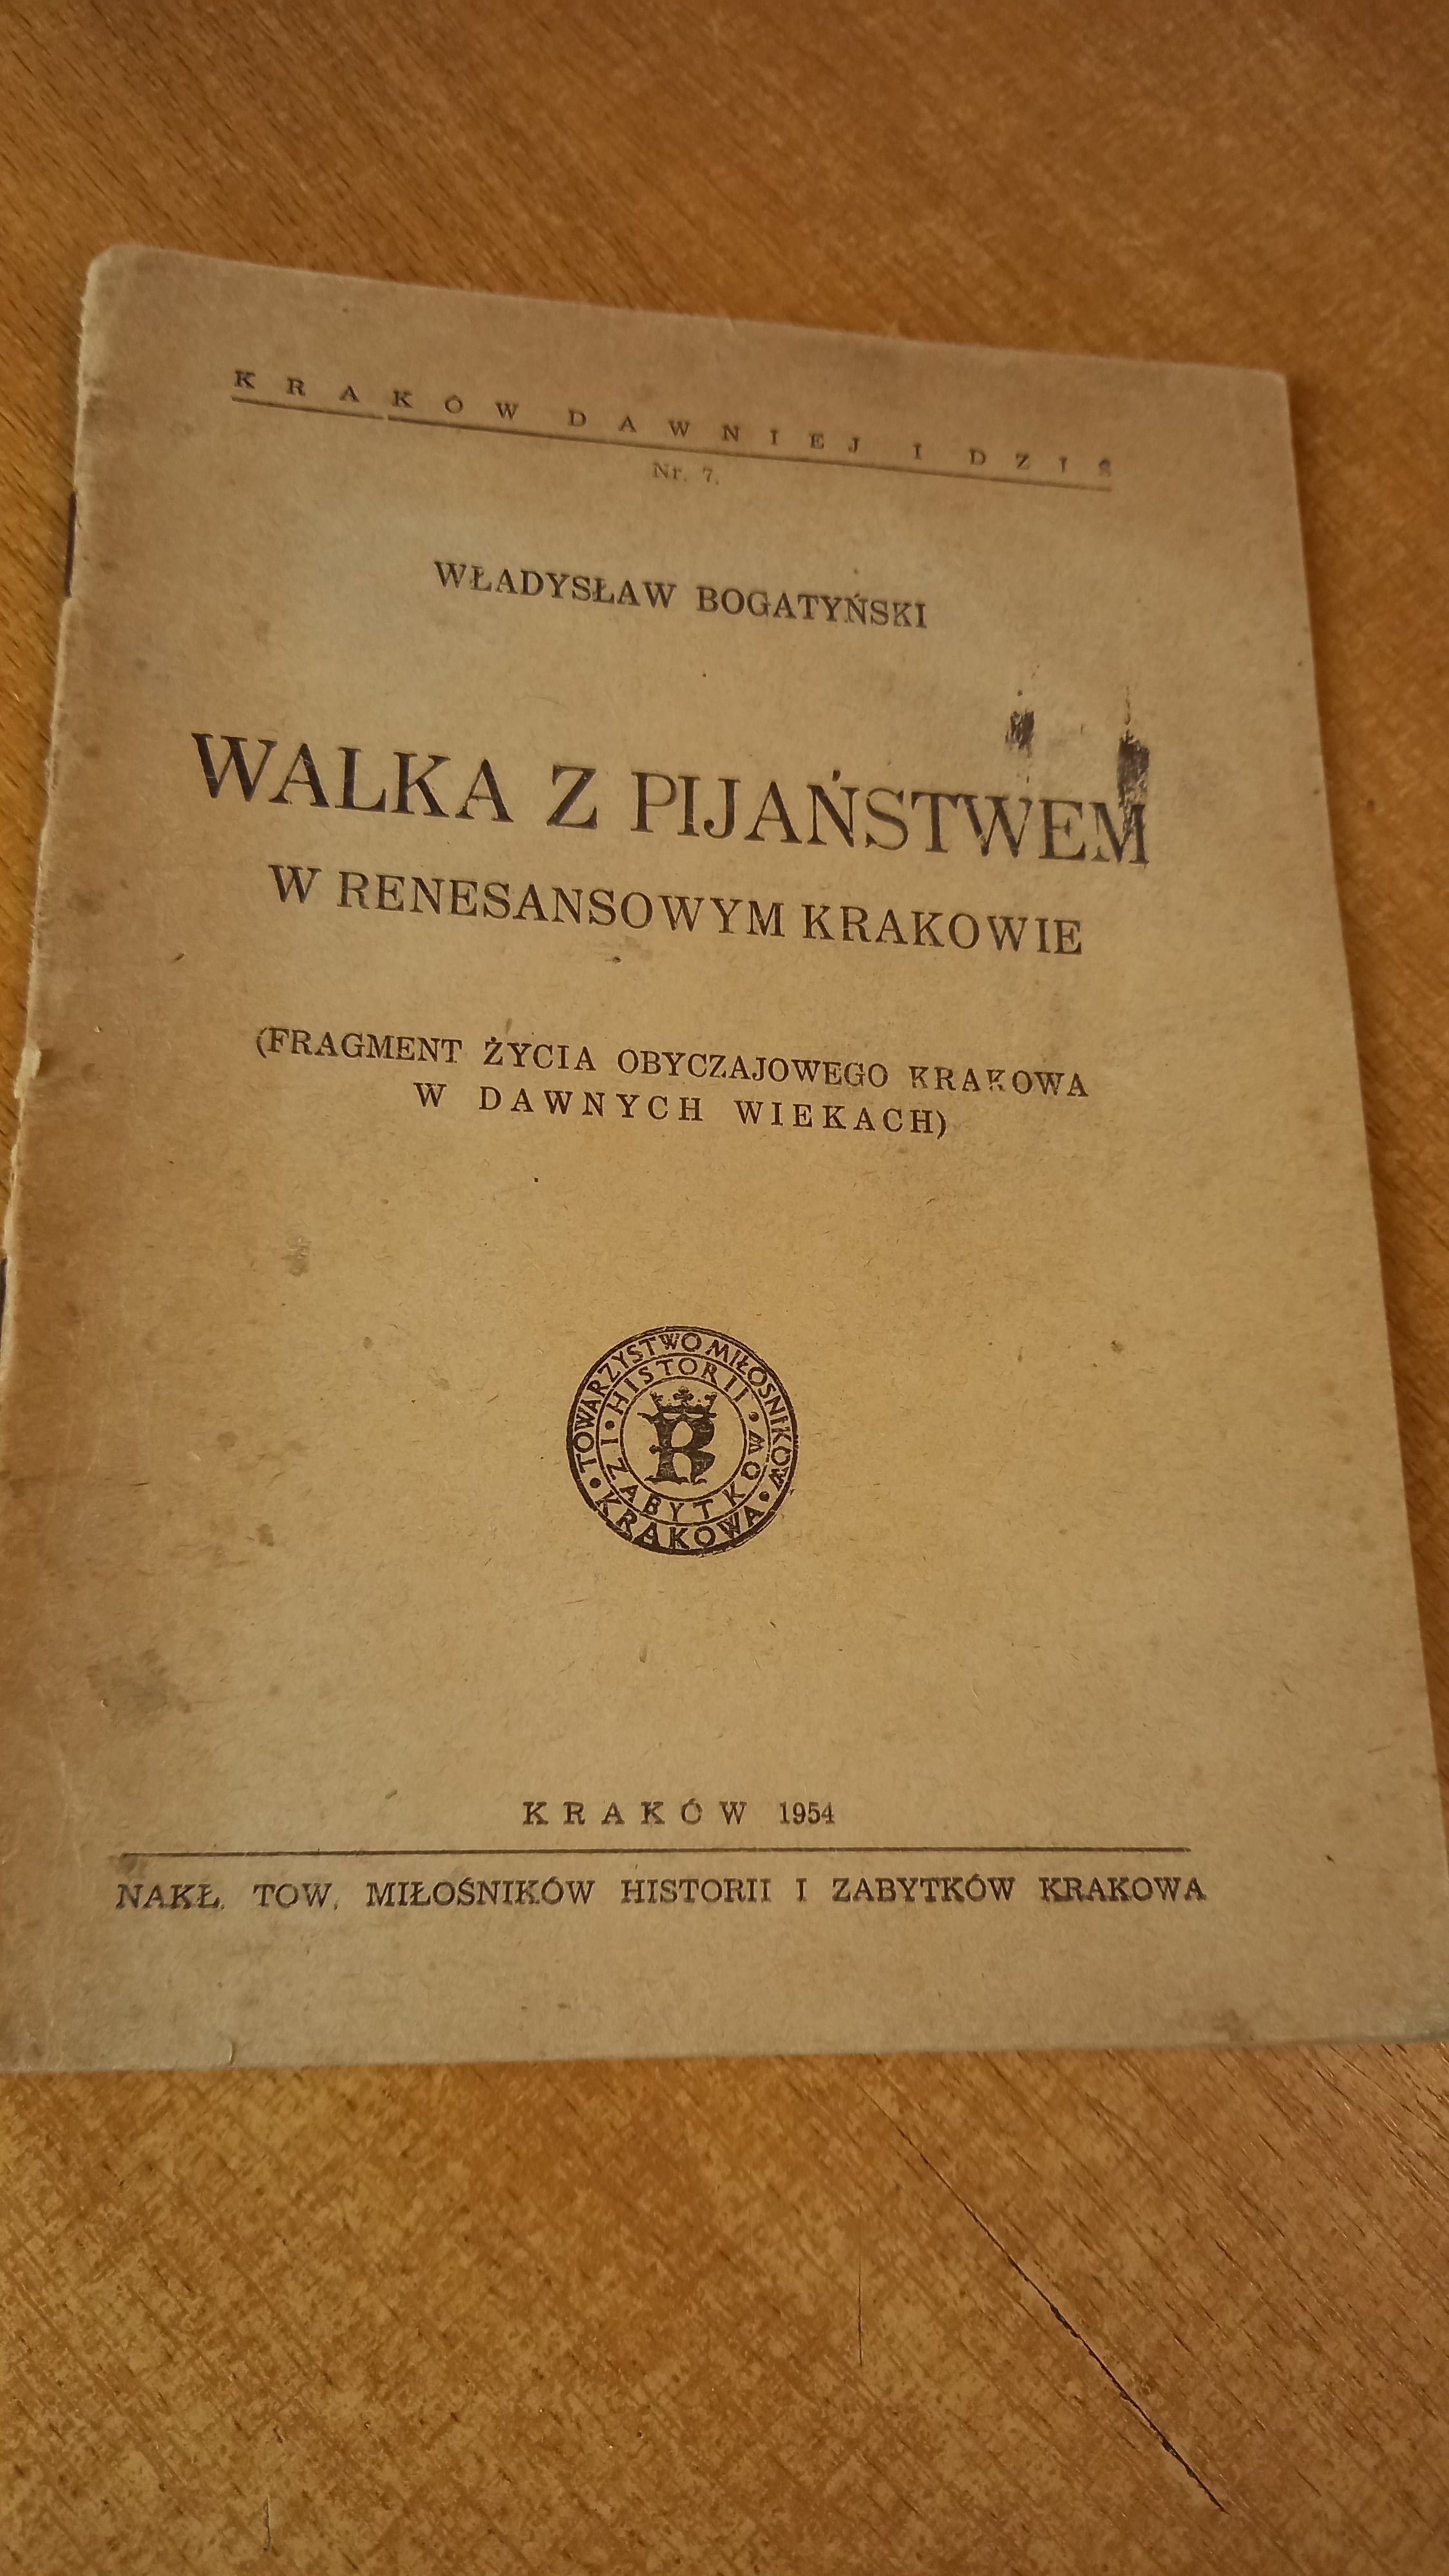 KRAKÓW DAWNIEJ I DZIŚ
Nr. 7.
WŁADYSŁAW BOGATYŃSKI
WALKA Z PIJAŃSTWEM
W RENESANSOWYM KRAKOWIE
(FRAGMENT ŻYCIA OBYCZAJOWEGO KRAKOWA
W DAWNYCH WIEKACH)
TOWARZYSTWO MIŁOŚNIKÓW
HISTORII
I ZABYTKÓW
KRAKOWA
KRAKÓW 1954
NAKŁ. TOW. MIŁOŚNIKÓW HISTORII I ZABYTKÓW KRAKOWA